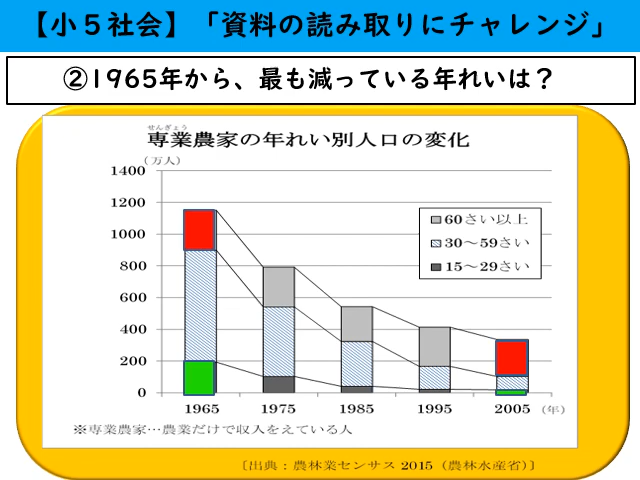 【小５社会】「資料の読み取りにチャレンジ」
②1965年から、最も減っている年れいは？
せんぎょう
専業農家の年れい別人口の変化
（万人）
1400
1200
1000
800
600
400
200
0
60さい以上
30～59さい
15～29さい
1965 1975 1985 1995 2005 （年）
※専業農家…農業だけで収入をえている人
［出典：農林業センサス 2015（農林水産省）］